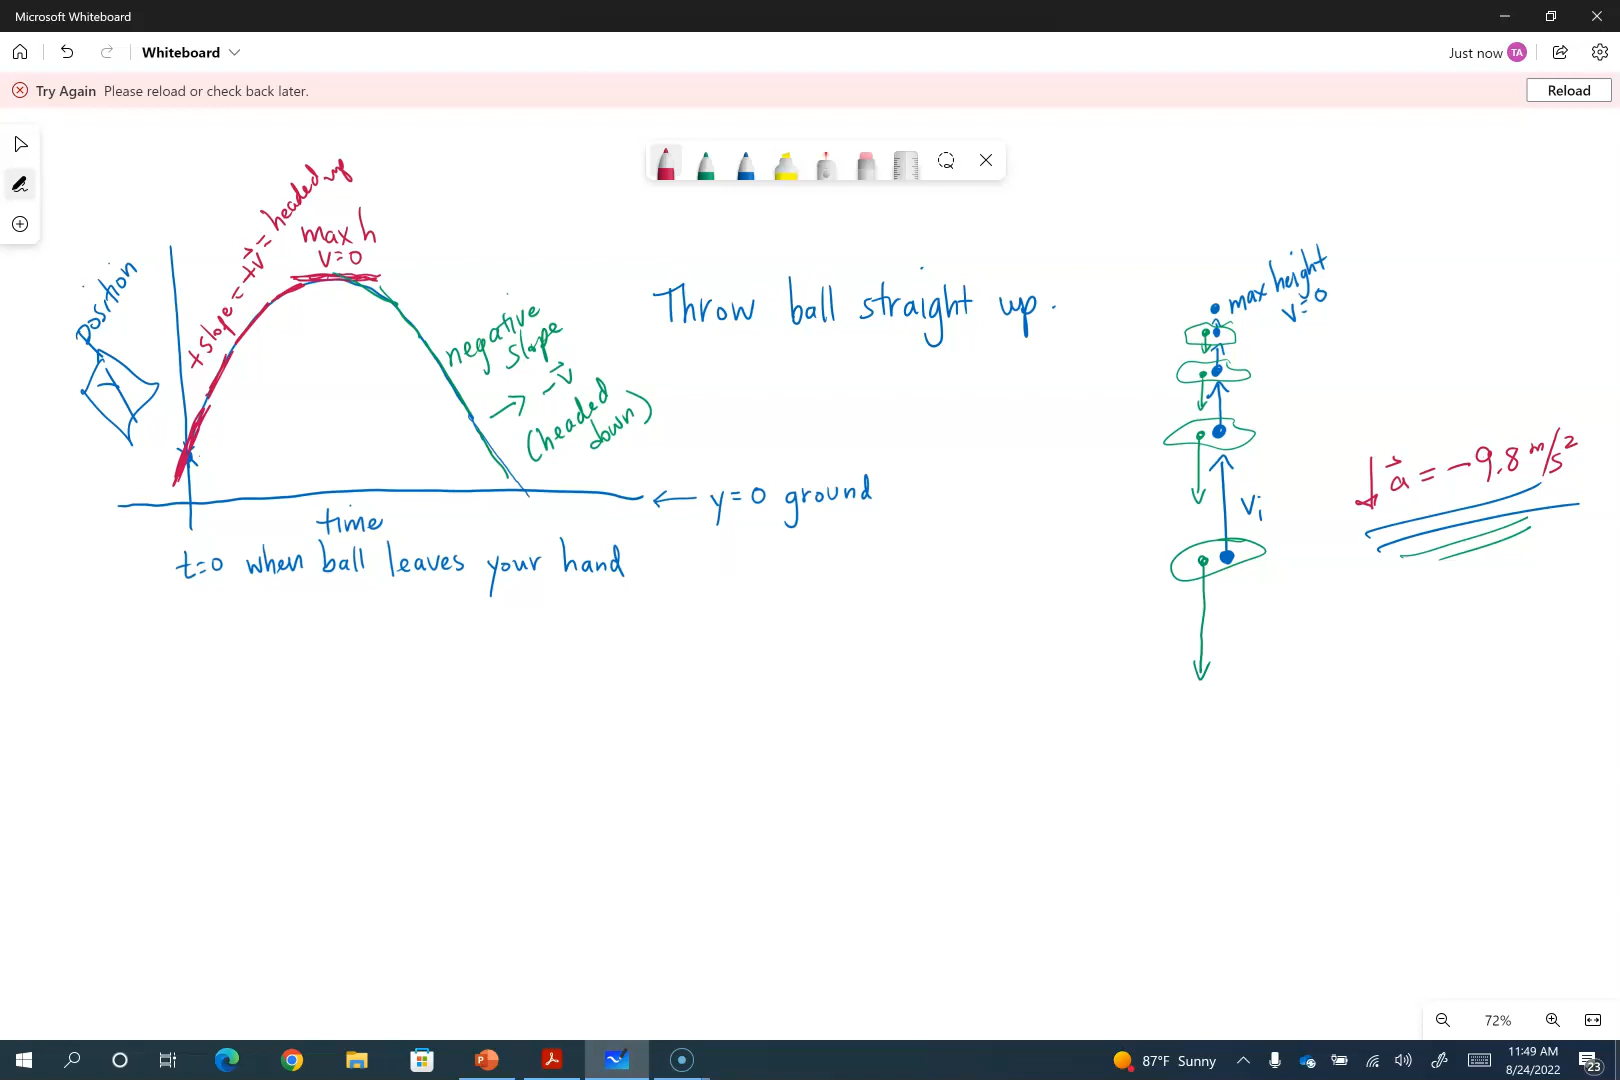 Microsoft Whiteboard
Whiteboard
Just now TA
Try Again Please reload or check back later.
Reload
+slope = +v = headed up
max h
v=0
position
y
negative
slope
→ -v
(headed
down)
time
t=0 when ball leaves your hand
← y=0 ground
Throw ball straight up.
max height
v=0
Vi
a = -9.8 m/s²
72%
87°F Sunny
11:49 AM
8/24/2022
23